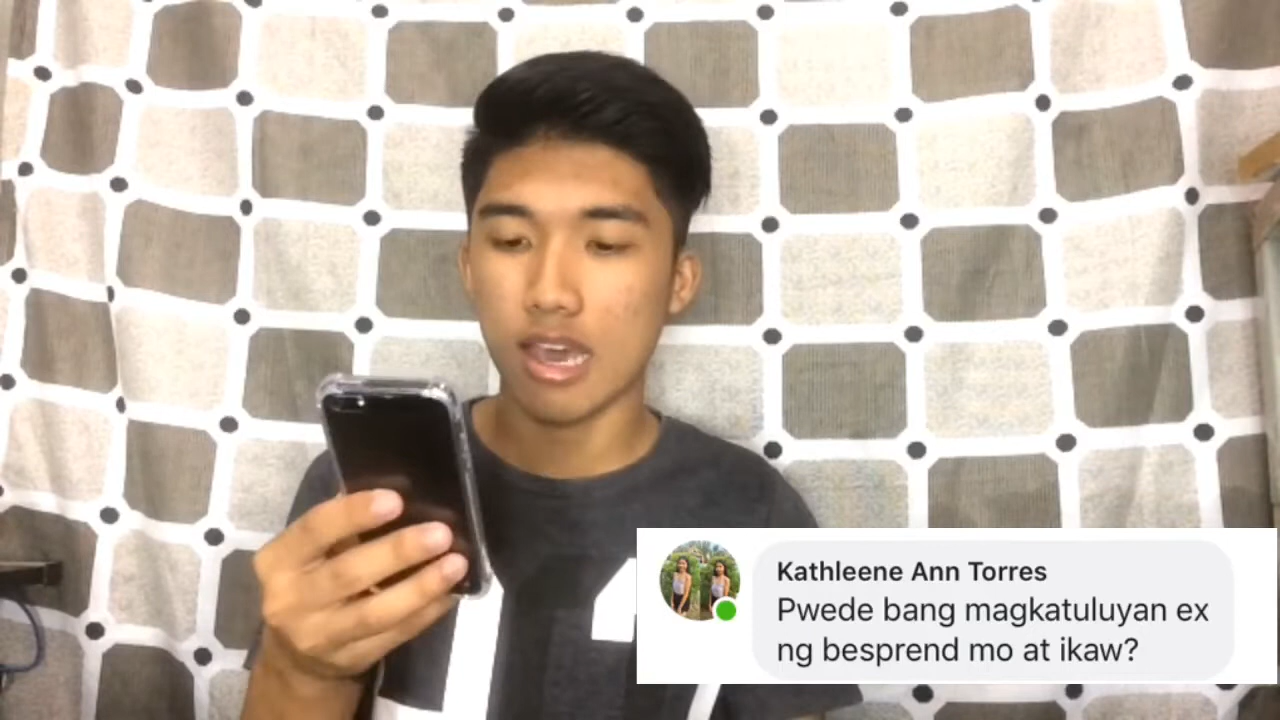 Kathleene Ann Torres
Pwede bang magkatuluyan ex
ng besprend mo at ikaw?